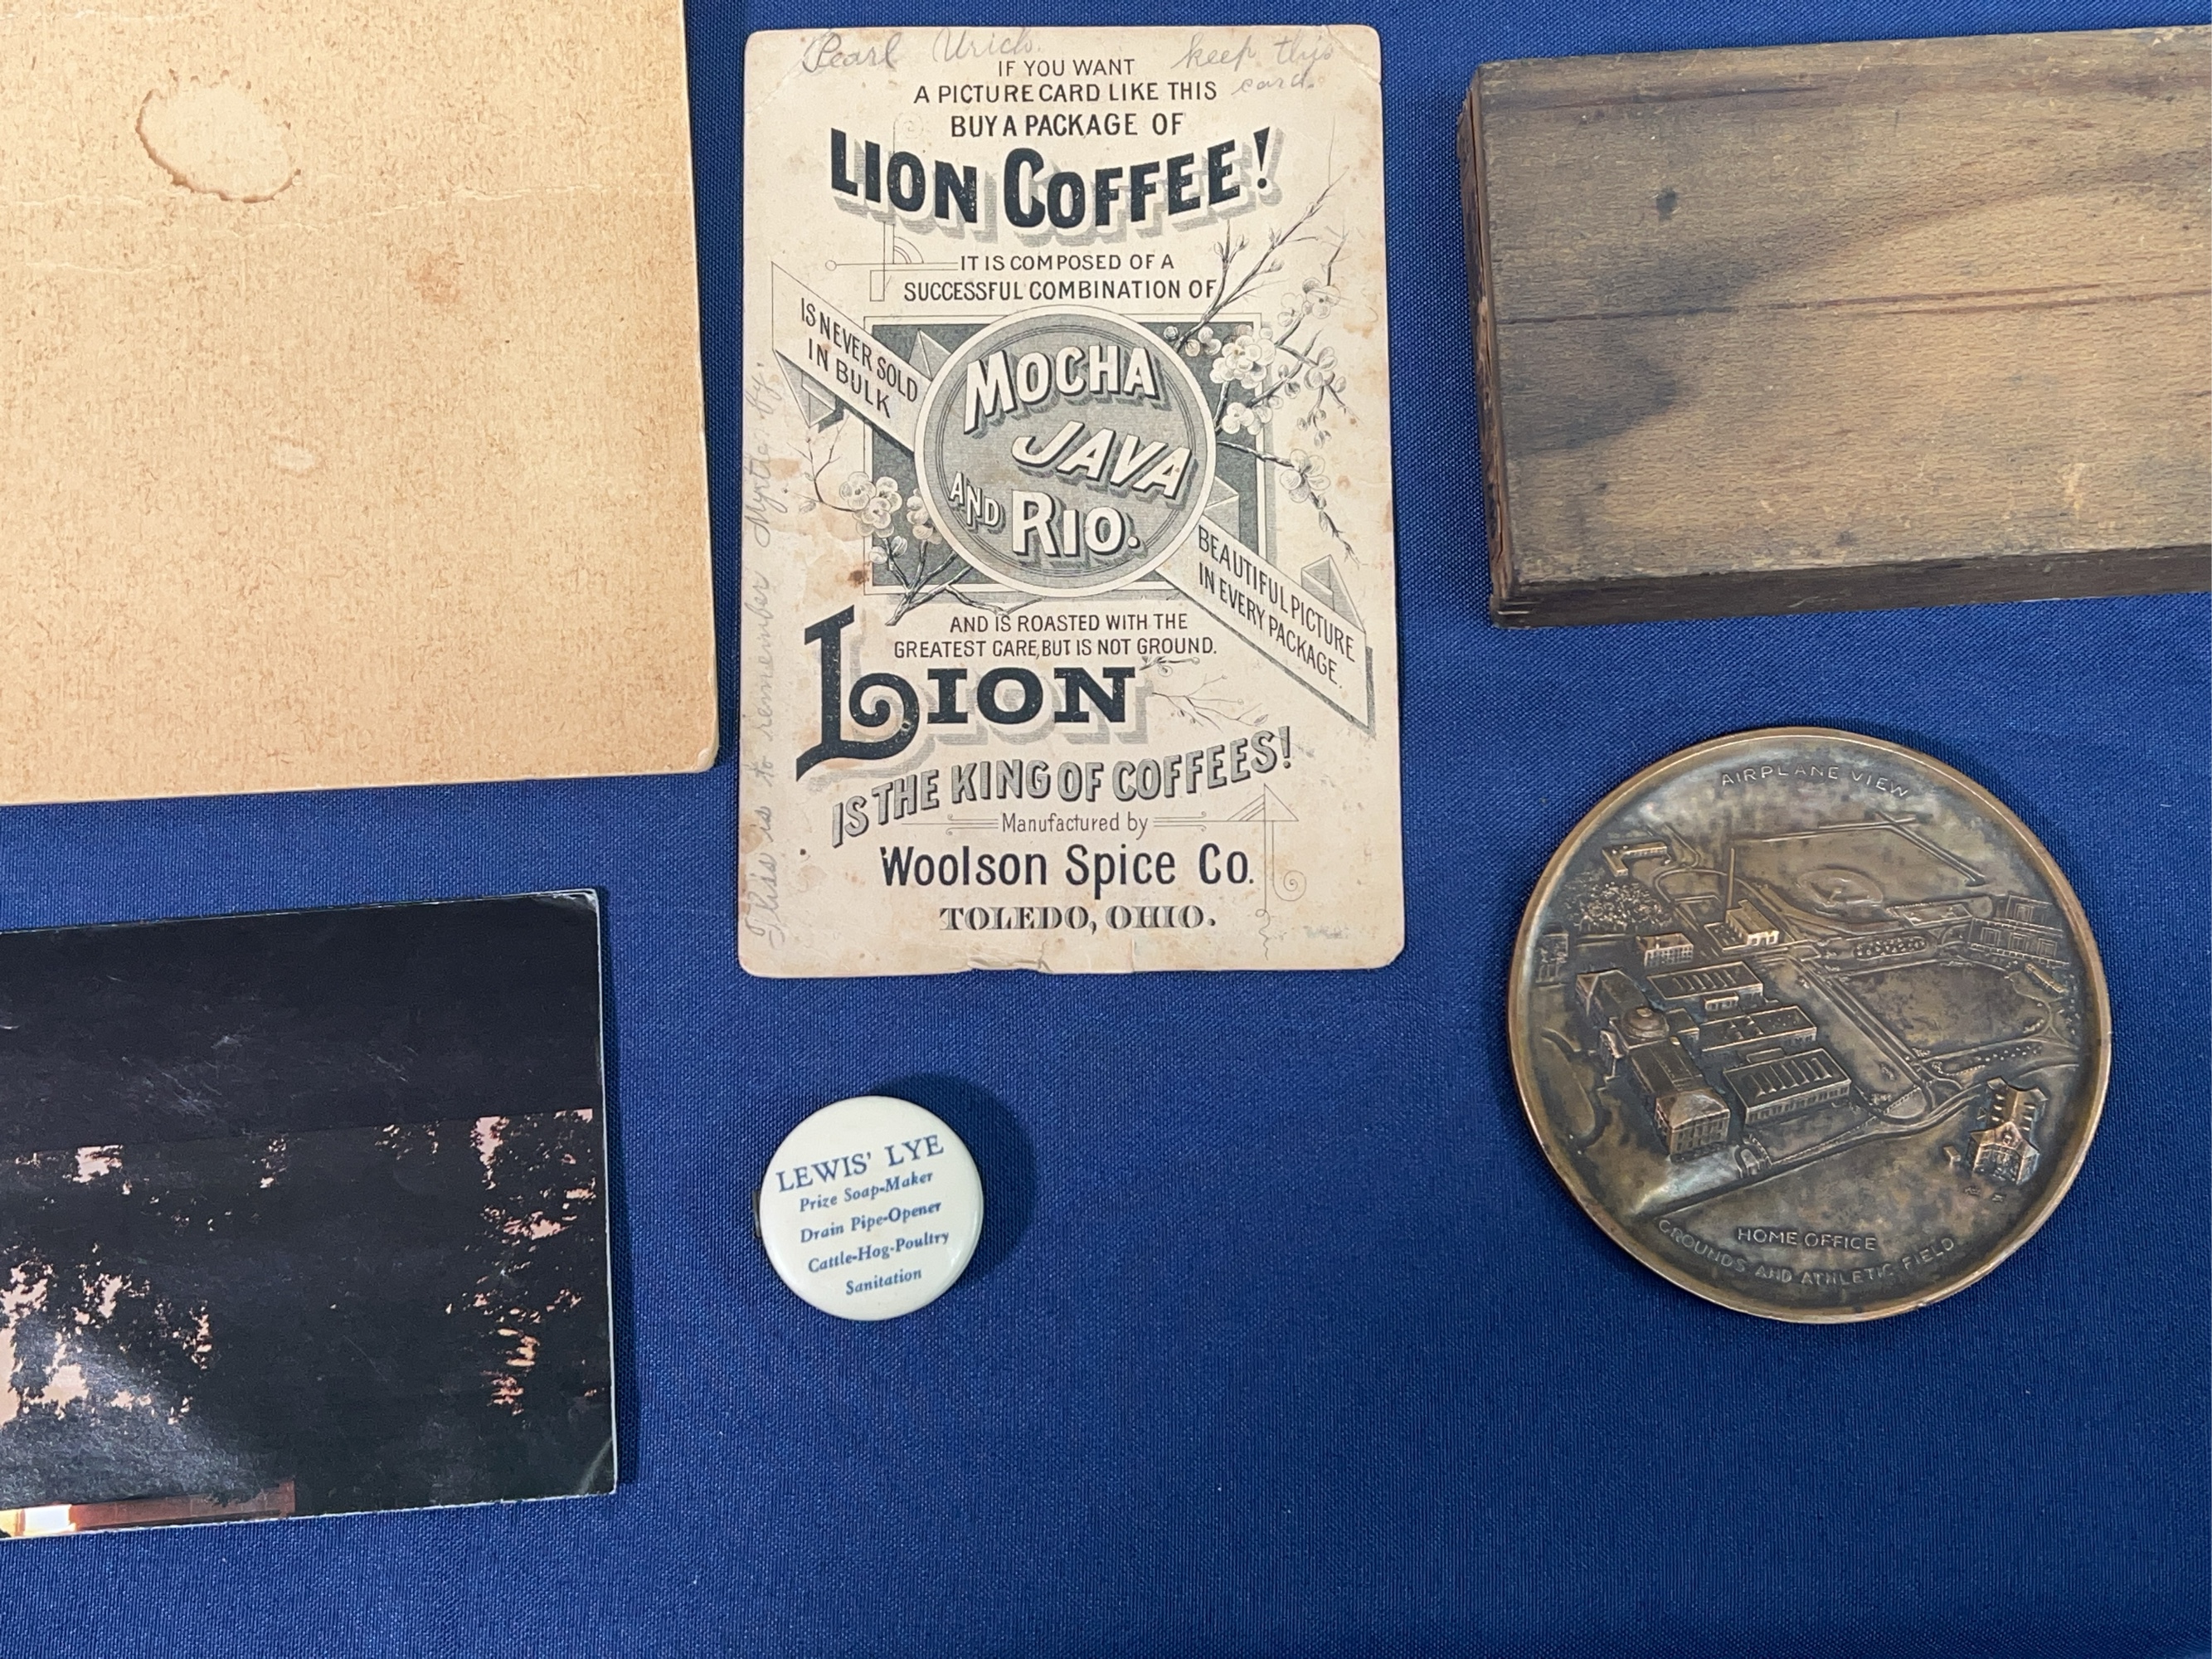 Pearl Urich. keep this
card.
IF YOU WANT
A PICTURE CARD LIKE THIS
BUY A PACKAGE OF
LION COFFEE!
IT IS COMPOSED OF A
SUCCESSFUL COMBINATION OF
IS NEVER SOLD
IN BULK
MOCHA
JAVA
AND RIO.
BEAUTIFUL PICTURE
IN EVERY PACKAGE.
AND IS ROASTED WITH THE
GREATEST CARE, BUT IS NOT GROUND.
LION
IS THE KING OF COFFEES!
Manufactured by
Woolson Spice Co.
TOLEDO, OHIO.
This is to remember Myrtle by.
LEWIS' LYE
Prize Soap-Maker
Drain Pipe-Opener
Cattle-Hog-Poultry
Sanitation
AIRPLANE VIEW
HOME OFFICE
GROUNDS AND ATHLETIC FIELD